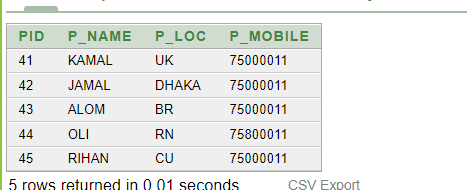 PID P_NAME P_LOC P_MOBILE
41 KAMAL UK 75000011
42 JAMAL DHAKA 75000011
43 ALOM BR 75000011
44 OLI RN 75800011
45 RIHAN CU 75000011
5 rows returned in 0.01 seconds CSV Export